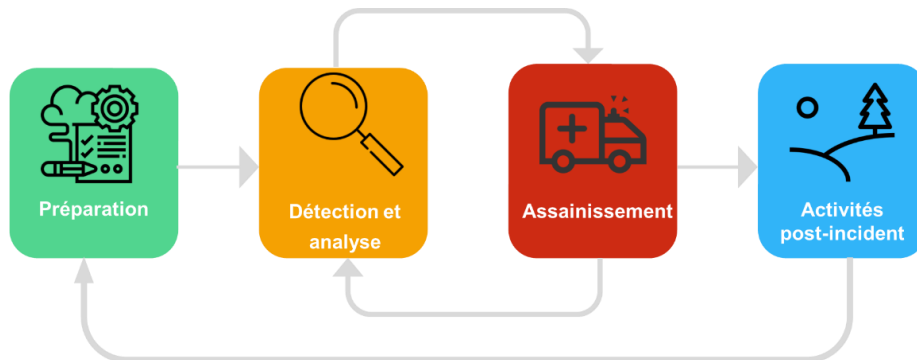 Préparation
Détection et
analyse
Assainissement
Activités
post-incident